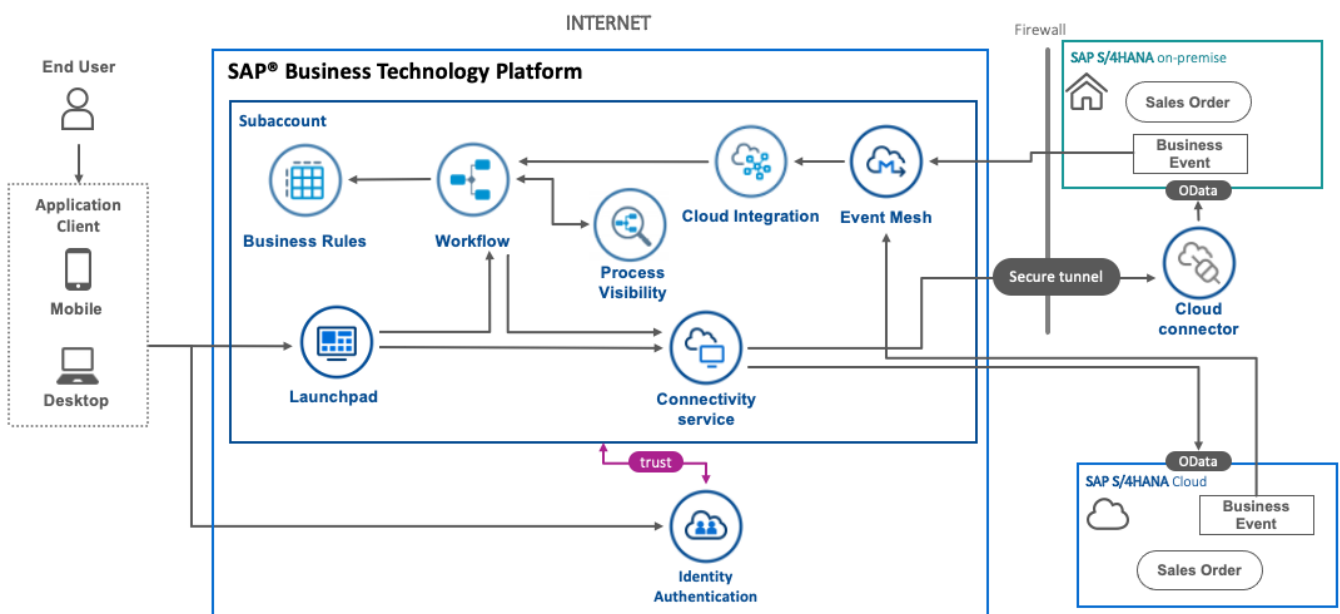 INTERNET
End User
Application
Client
Mobile
Desktop
SAP® Business Technology Platform
Subaccount
Business Rules
Workflow
Process
Visibility
Cloud Integration
Event Mesh
Launchpad
Connectivity
service
trust
Identity
Authentication
Firewall
SAP S/4HANA on-premise
Sales Order
Business
Event
OData
Secure tunnel
Cloud
connector
OData
SAP S/4HANA Cloud
Business
Event
Sales Order